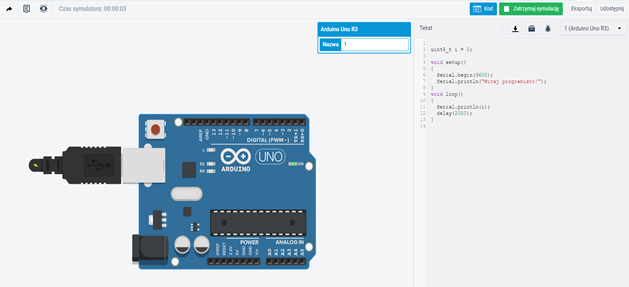 Czas symulatora: 00:00:03
Kod
Zatrzymaj symulację
Eksportuj
Udostępnij
Arduino Uno R3
Nazwa 1
Tekst
1 (Arduino Uno R3)
1
2 uint8_t i = 0;
3
4 void setup()
5 {
6 Serial.begin(9600);
7 Serial.println("Witaj programisto!");
8 }
9 void loop()
10 {
11 Serial.println(i);
12 delay(2000);
13 }
14
AREF
GND
13
12
~11
~10
~9
8
7
~6
~5
4
~3
2
TX→1
RX←0
DIGITAL (PWM~)
L
TX
RX
UNO
ON
ARDUINO
POWER
ANALOG IN
IOREF
RESET
3.3V
5V
GND
GND
Vin
A0
A1
A2
A3
A4
A5